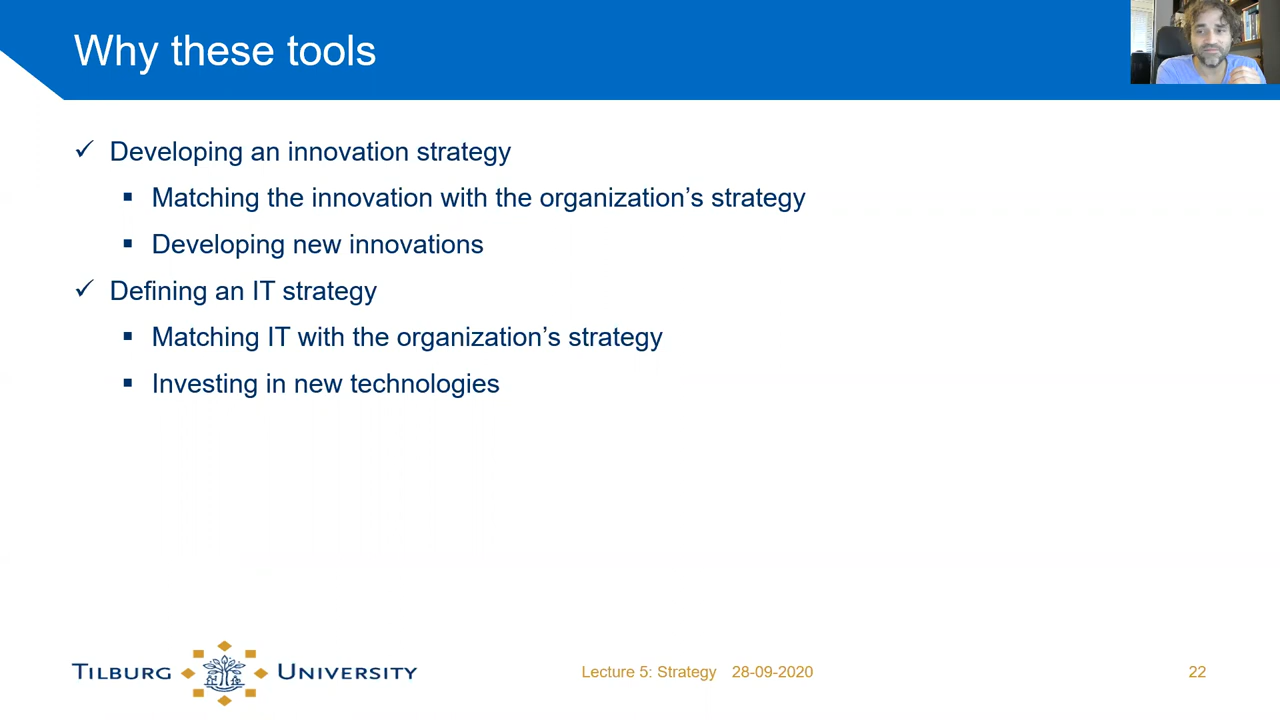 Why these tools
✓ Developing an innovation strategy
▪ Matching the innovation with the organization’s strategy
▪ Developing new innovations
✓ Defining an IT strategy
▪ Matching IT with the organization’s strategy
▪ Investing in new technologies
TILBURG UNIVERSITY
Lecture 5: Strategy 28-09-2020
22